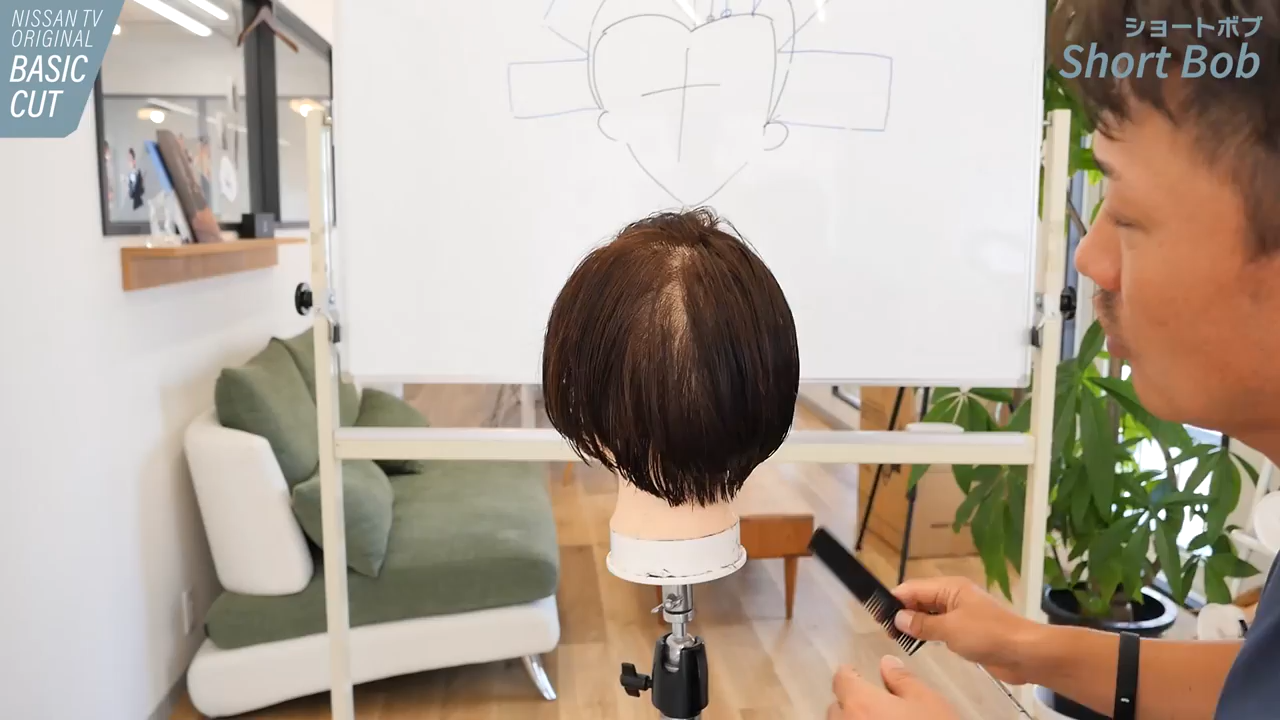 NISSAN TV
ORIGINAL
BASIC
CUT
ショートボブ
Short Bob